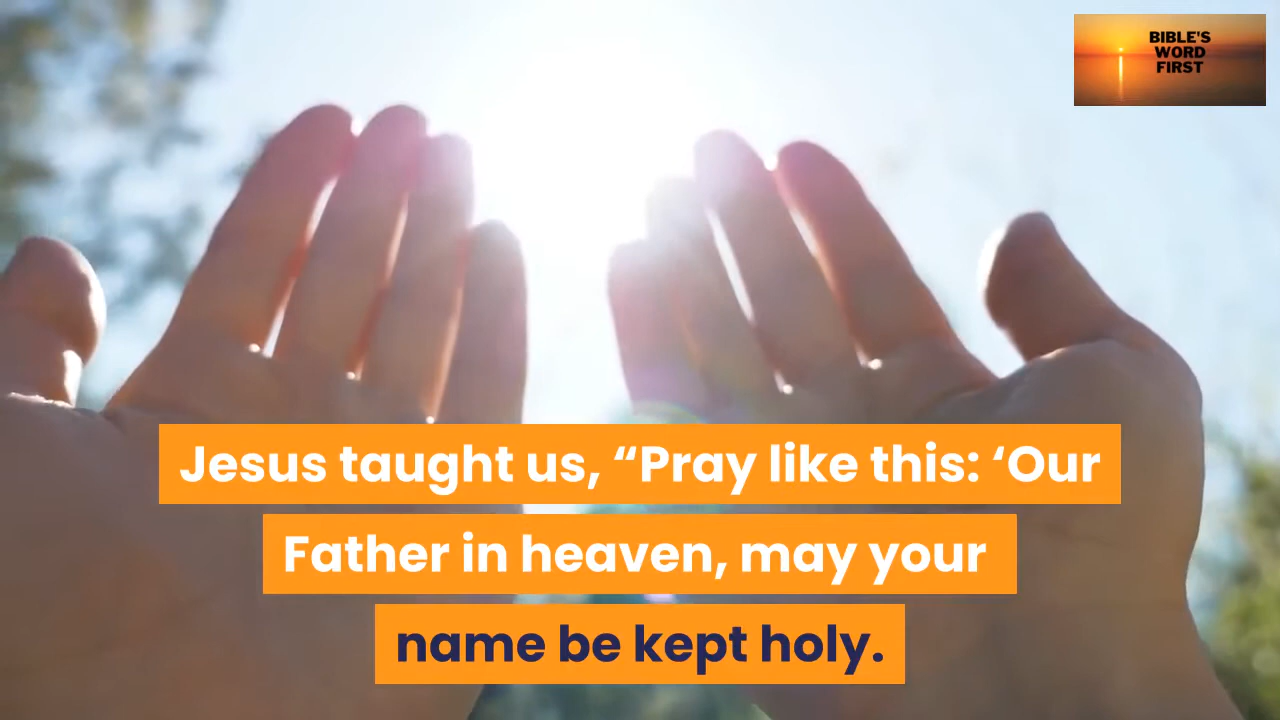 BIBLE'S
WORD
FIRST
Jesus taught us, “Pray like this: ‘Our
Father in heaven, may your
name be kept holy.